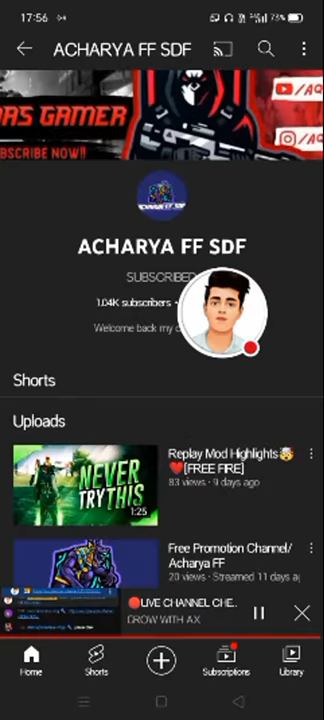 17:56
73%
ACHARYA FF SDF
AS GAMER
BSCRIBE NOW!!
ACHARYA FF SDF
SUBSCRIBED
1.04K subscribers •
Welcome back my
Shorts
Uploads
NEVER
TRY THIS
1:25
Replay Mod Highlights🤯
❤️[FREE FIRE]
83 views · 9 days ago
Free Promotion Channel/
Acharya FF
20 views · Streamed 11 days
🔴LIVE CHANNEL CHE..
GROW WITH AX
Home
Shorts
Subscriptions
Library